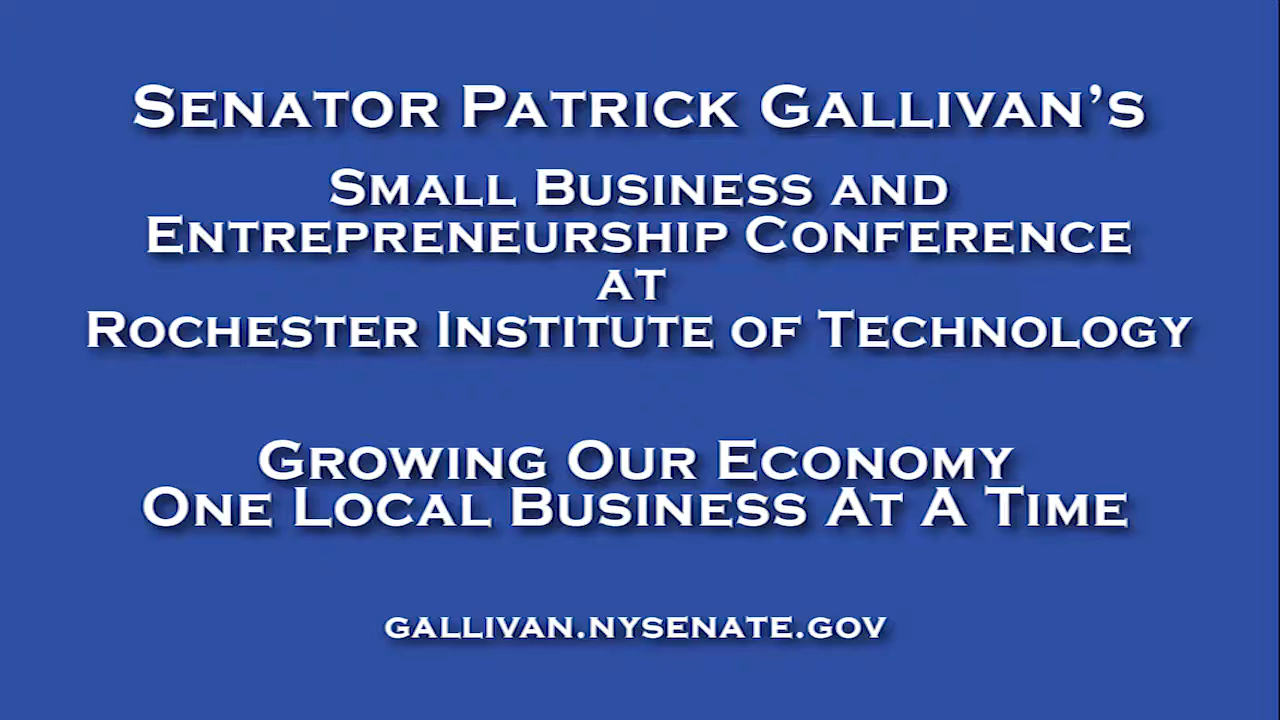 Senator Patrick Gallivan’s
Small Business and
Entrepreneurship Conference
at
Rochester Institute of Technology
Growing Our Economy
One Local Business At A Time
gallivan.nysenate.gov